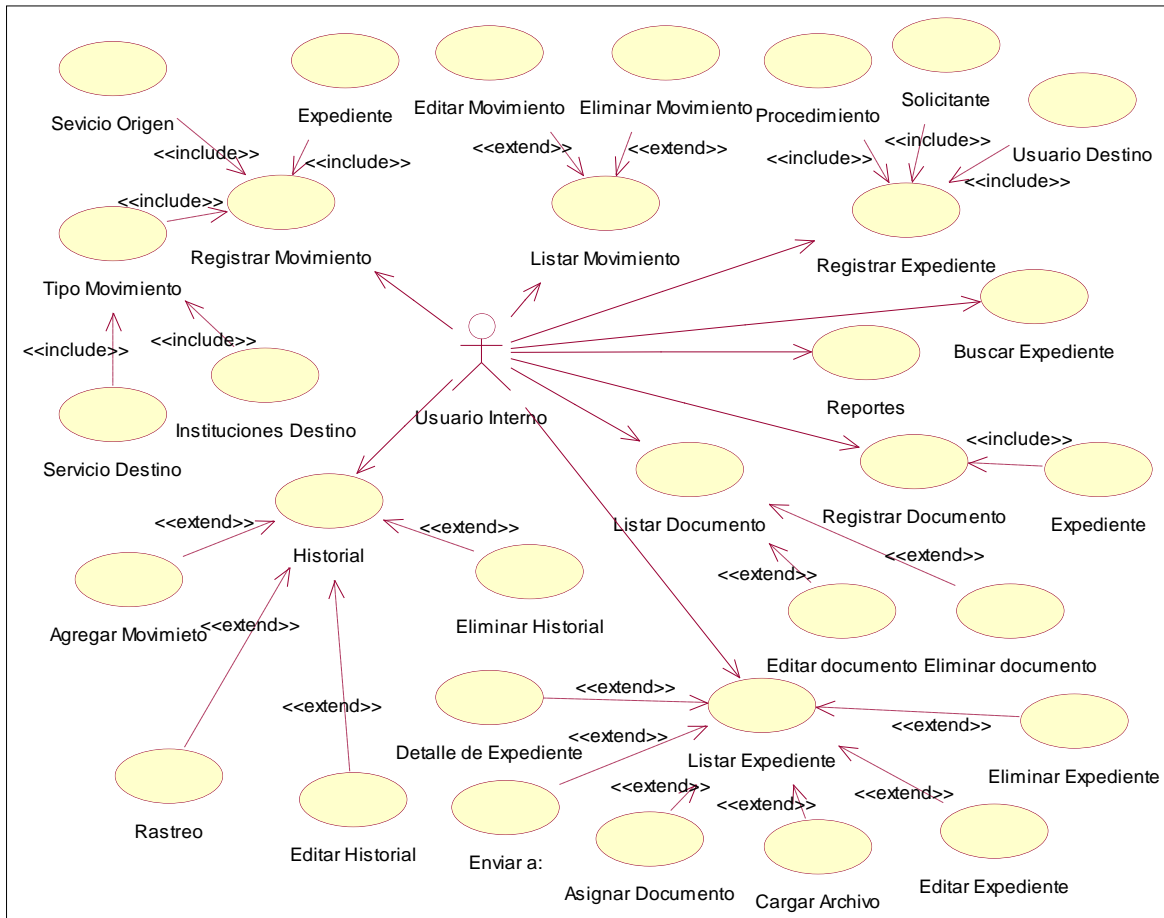 Sevicio Origen
Expediente
Editar Movimiento
Eliminar Movimiento
Procedimiento
Solicitante
Usuario Destino
<<include>>
<<include>>
<<extend>>
<<extend>>
<<include>>
<<include>>
<<include>>
<<include>>
Registrar Movimiento
Listar Movimiento
Registrar Expediente
Tipo Movimiento
<<include>>
<<include>>
Buscar Expediente
Instituciones Destino
Usuario Interno
Reportes
Servicio Destino
<<include>>
<<extend>>
<<extend>>
Listar Documento
Registrar Documento
Expediente
Historial
<<extend>>
<<extend>>
Agregar Movimieto
<<extend>>
Eliminar Historial
Editar documento
Eliminar documento
<<extend>>
<<extend>>
<<extend>>
<<extend>>
Detalle de Expediente
Listar Expediente
Eliminar Expediente
<<extend>>
<<extend>>
<<extend>>
Rastreo
Editar Historial
Enviar a:
Asignar Documento
Cargar Archivo
Editar Expediente